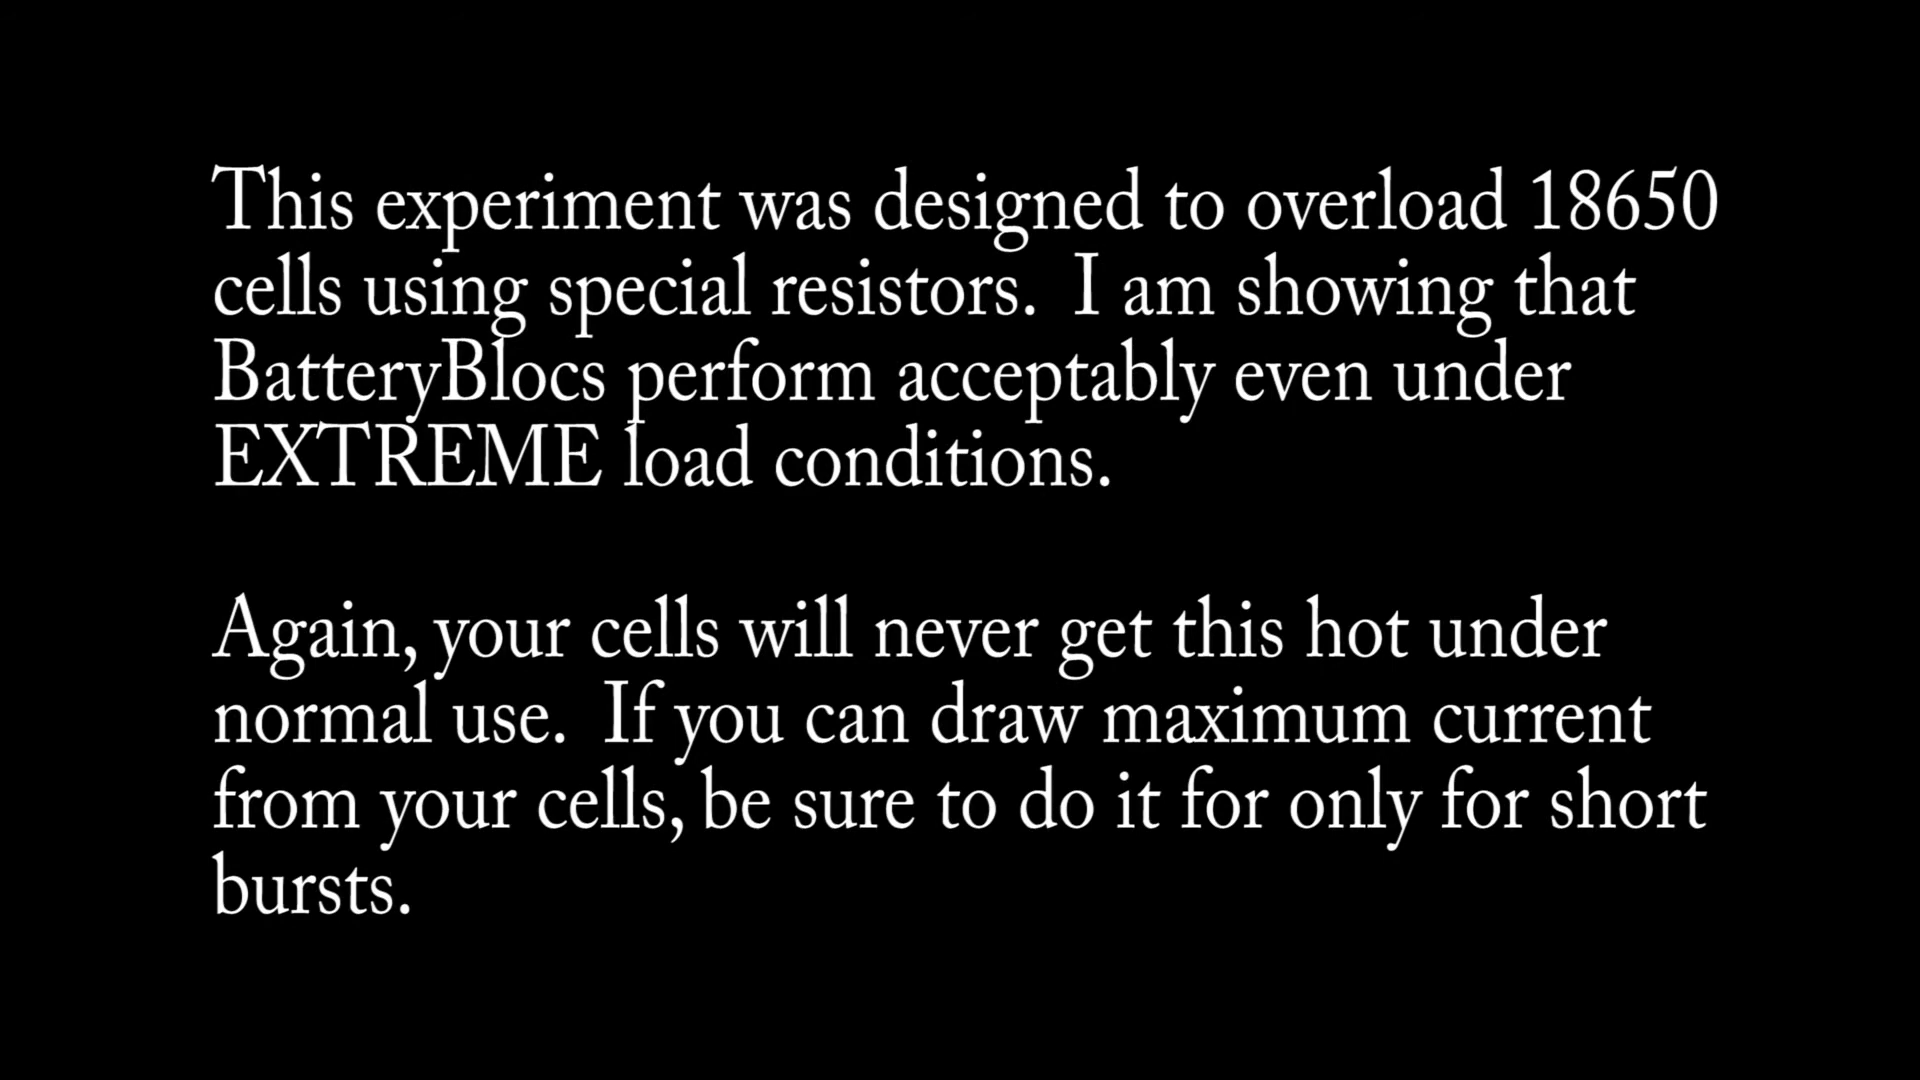 This experiment was designed to overload 18650
cells using special resistors.  I am showing that
BatteryBlocs perform acceptably even under
EXTREME load conditions.
Again, your cells will never get this hot under
normal use.  If you can draw maximum current
from your cells, be sure to do it for only for short
bursts.